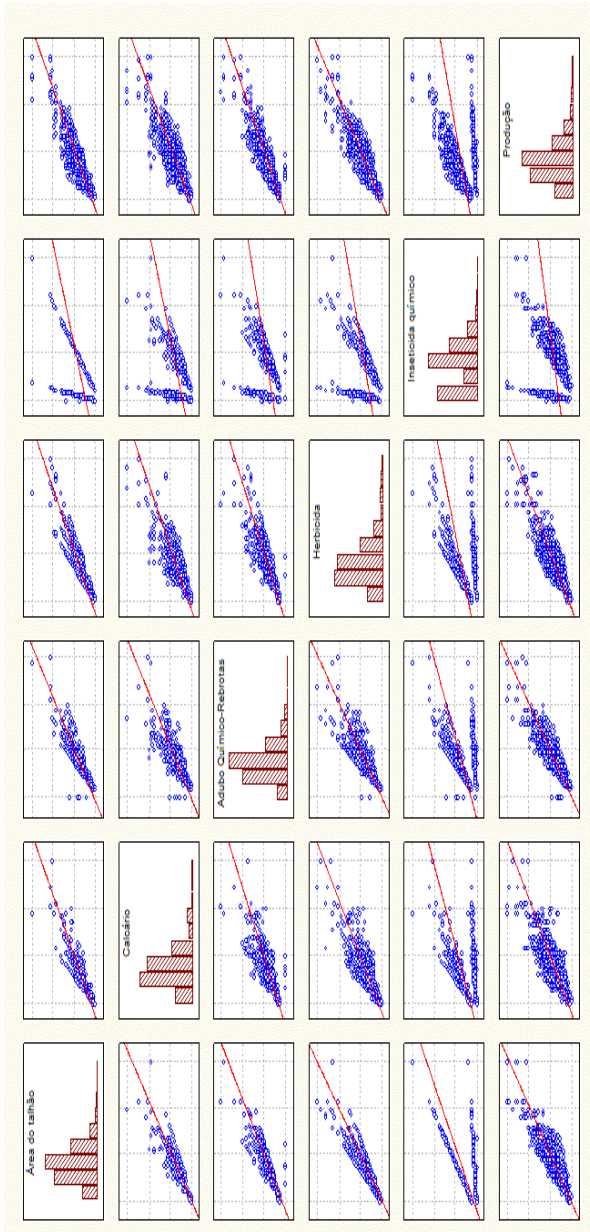 Área do talhão
Calcário
Adubo Químico-Rebrotas
Herbicida
Inseticida químico
Produção